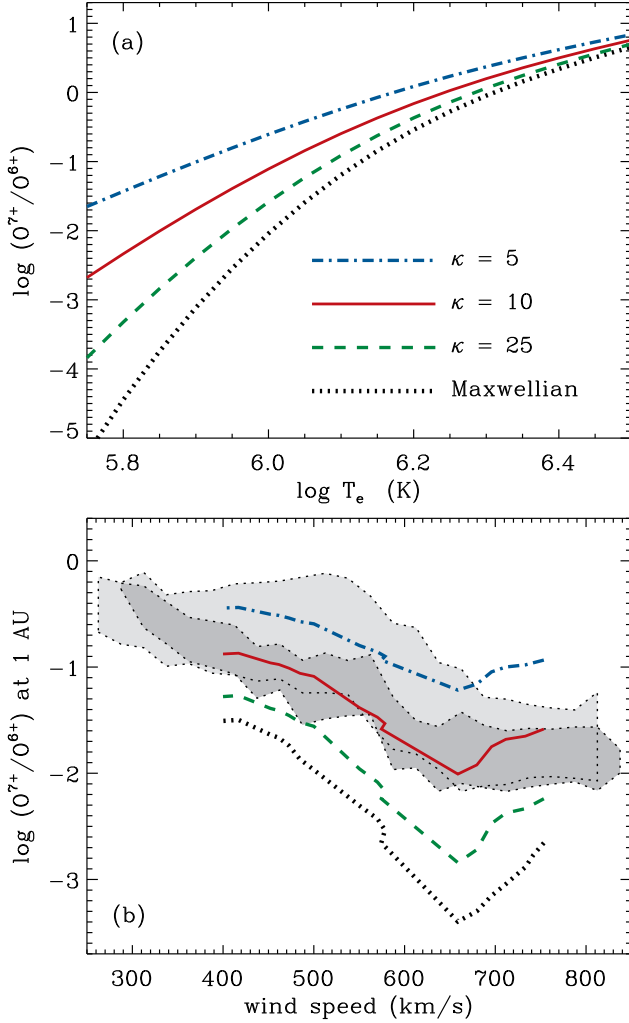 (a)
1
0
-1
-2
-3
-4
-5
log (O⁷⁺/O⁶⁺)
κ = 5
κ = 10
κ = 25
Maxwellian
5.8 6.0 6.2 6.4
log Tₑ (K)
0
-1
-2
-3
log (O⁷⁺/O⁶⁺) at 1 AU
(b)
300 400 500 600 700 800
wind speed (km/s)